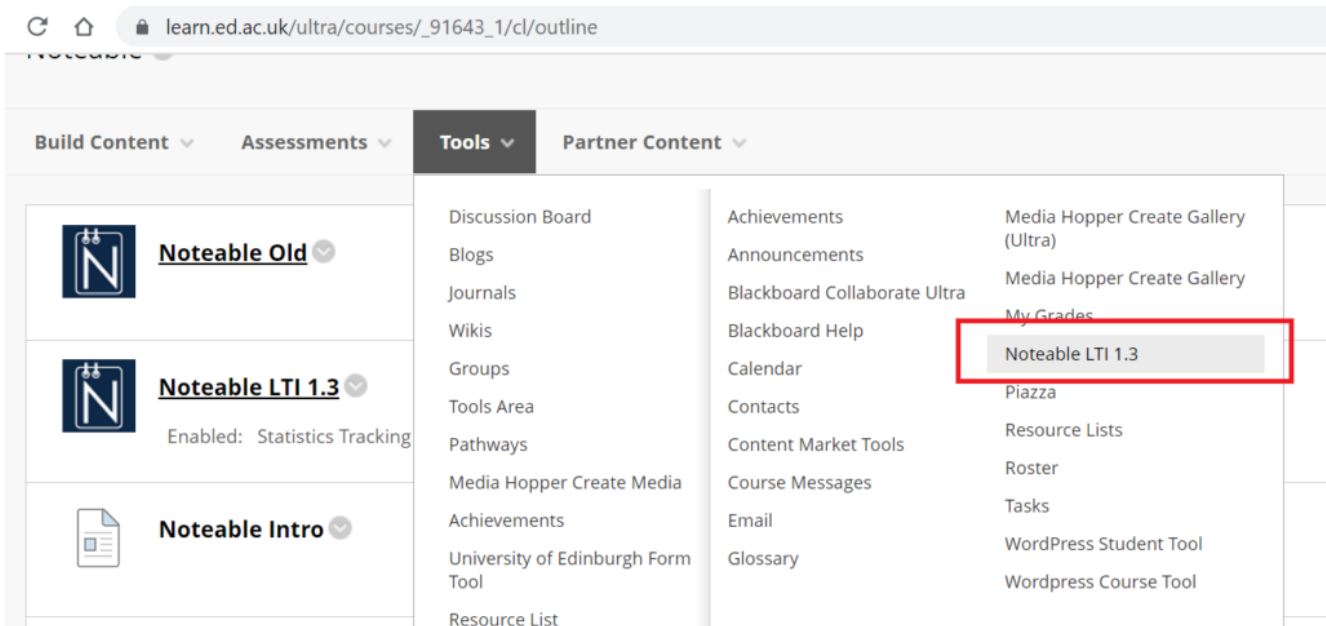 learn.ed.ac.uk/ultra/courses/_91643_1/cl/outline
Noteable
Build Content
Assessments
Tools
Partner Content
N
Noteable Old
N
Noteable LTI 1.3
Enabled: Statistics Tracking
Noteable Intro
Discussion Board
Blogs
Journals
Wikis
Groups
Tools Area
Pathways
Media Hopper Create Media
Achievements
University of Edinburgh Form
Tool
Resource List
Achievements
Announcements
Blackboard Collaborate Ultra
Blackboard Help
Calendar
Contacts
Content Market Tools
Course Messages
Email
Glossary
Media Hopper Create Gallery
(Ultra)
Media Hopper Create Gallery
My Grades
Noteable LTI 1.3
Piazza
Resource Lists
Roster
Tasks
WordPress Student Tool
Wordpress Course Tool